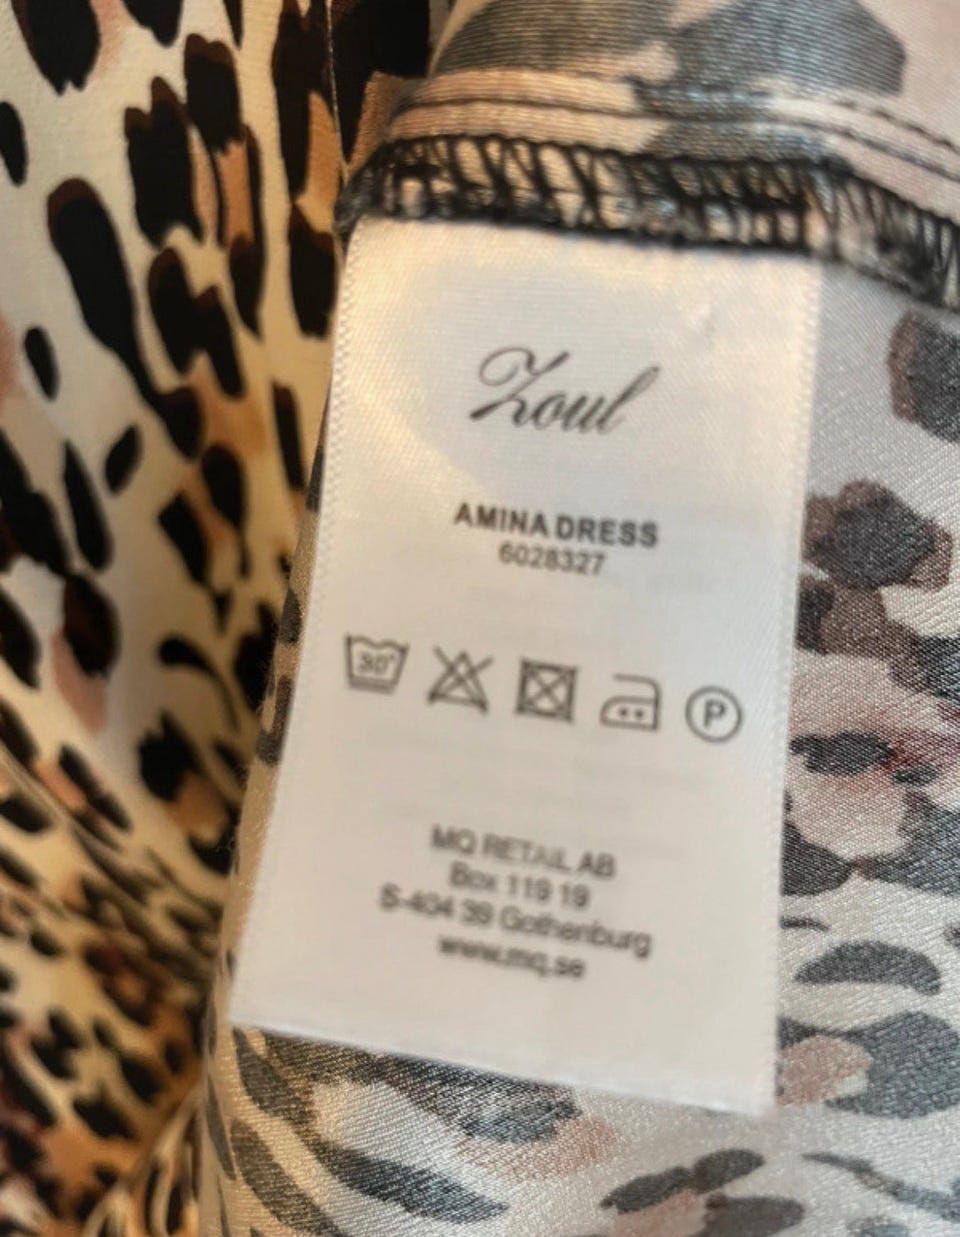 Zoul
AMINA DRESS
6028327
30°
P
MQ RETAIL AB
Box 119 19
S-404 39 Gothenburg
www.mq.se